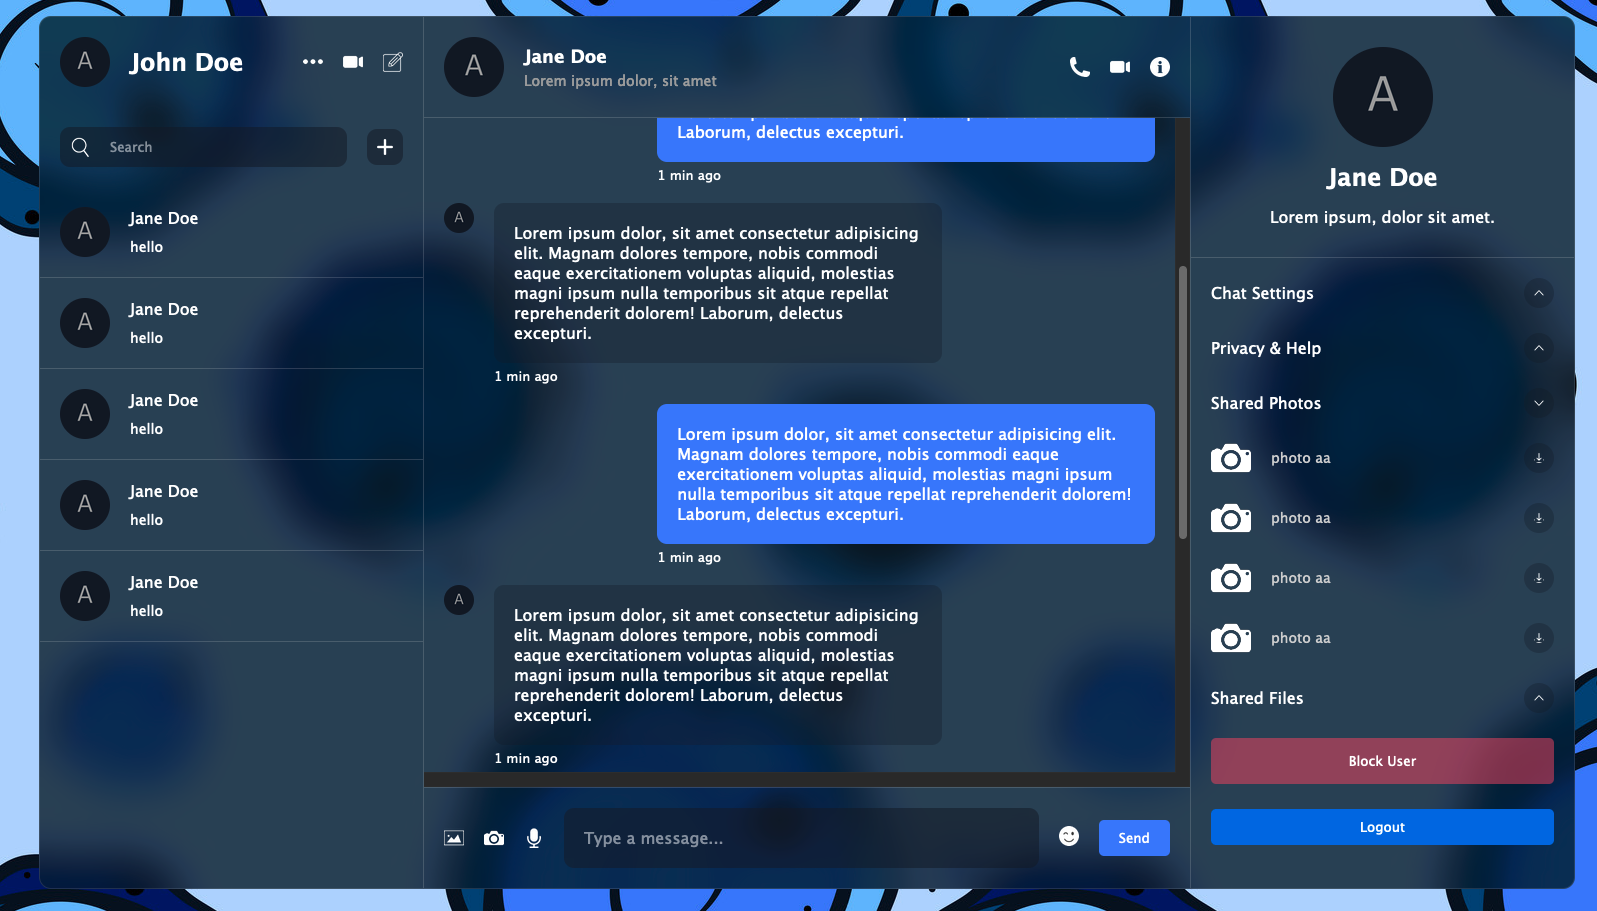 A
John Doe
Search
A
Jane Doe
hello
A
Jane Doe
hello
A
Jane Doe
hello
A
Jane Doe
hello
A
Jane Doe
hello
A
Jane Doe
Lorem ipsum dolor, sit amet
Laborum, delectus excepturi.
1 min ago
A
Lorem ipsum dolor, sit amet consectetur adipisicing
elit. Magnam dolores tempore, nobis commodi
eaque exercitationem voluptas aliquid, molestias
magni ipsum nulla temporibus sit atque repellat
reprehenderit dolorem! Laborum, delectus
excepturi.
1 min ago
Lorem ipsum dolor, sit amet consectetur adipisicing elit.
Magnam dolores tempore, nobis commodi eaque
exercitationem voluptas aliquid, molestias magni ipsum
nulla temporibus sit atque repellat reprehenderit dolorem!
Laborum, delectus excepturi.
1 min ago
A
Lorem ipsum dolor, sit amet consectetur adipisicing
elit. Magnam dolores tempore, nobis commodi
eaque exercitationem voluptas aliquid, molestias
magni ipsum nulla temporibus sit atque repellat
reprehenderit dolorem! Laborum, delectus
excepturi.
1 min ago
Type a message...
Send
A
Jane Doe
Lorem ipsum, dolor sit amet.
Chat Settings
Privacy & Help
Shared Photos
photo aa
photo aa
photo aa
photo aa
Shared Files
Block User
Logout